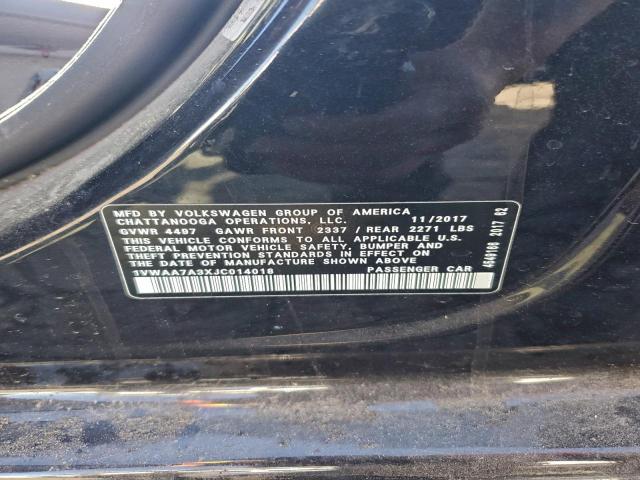 MFD BY VOLKSWAGEN GROUP OF AMERICA
CHATTANOOGA OPERATIONS, LLC. 11/2017
GVWR 4497 GAWR FRONT 2337 / REAR 2271 LBS
THIS VEHICLE CONFORMS TO ALL APPLICABLE U.S.
FEDERAL MOTOR VEHICLE SAFETY, BUMPER AND
THEFT PREVENTION STANDARDS IN EFFECT ON
THE DATE OF MANUFACTURE SHOWN ABOVE.
1VWAA7A3XJC014018 PASSENGER CAR
2017 62